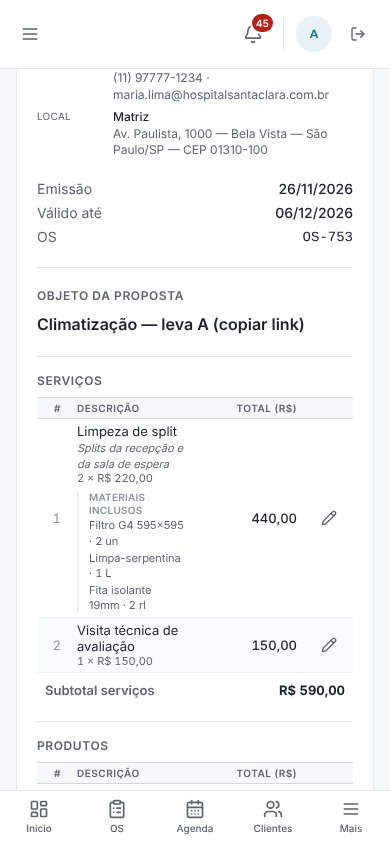 45
A
(11) 97777-1234 ·
maria.lima@hospitalsantaclara.com.br
LOCAL
Matriz
Av. Paulista, 1000 — Bela Vista — São
Paulo/SP — CEP 01310-100
Emissão 26/11/2026
Válido até 06/12/2026
OS OS-753
OBJETO DA PROPOSTA
Climatização — leva A (copiar link)
SERVIÇOS
# DESCRIÇÃO TOTAL (R$)
Limpeza de split
Splits da recepção e
da sala de espera
2 × R$ 220,00
MATERIAIS
INCLUSOS
1 Filtro G4 595×595 440,00
· 2 un
Limpa-serpentina
· 1 L
Fita isolante
19mm · 2 rl
2 Visita técnica de 150,00
avaliação
1 × R$ 150,00
Subtotal serviços R$ 590,00
PRODUTOS
# DESCRIÇÃO TOTAL (R$)
Início OS Agenda Clientes Mais